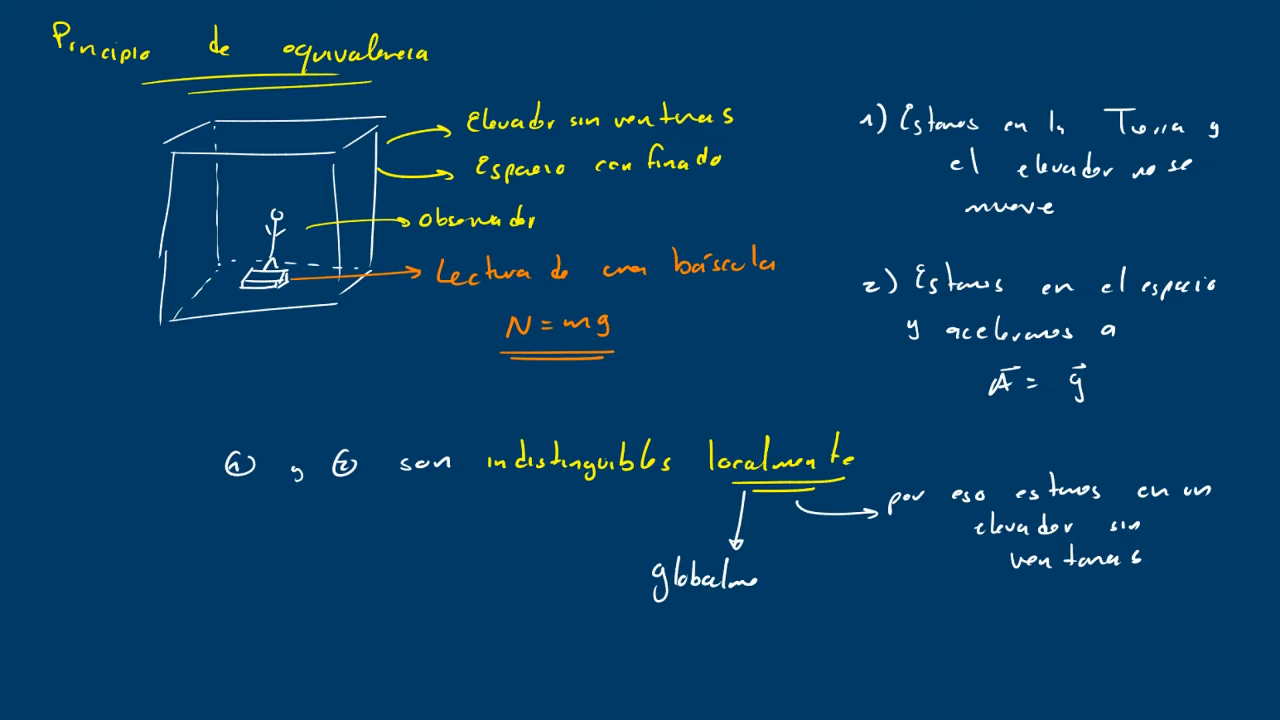 Principio de equivalencia
Elevador sin ventanas
Espacio confinado
Observador
Lectura de una báscula
N = mg
1) Estamos en la Tierra y
el elevador no se
mueve
2) Estamos en el espacio
y aceleramos a
A⃗ = g⃗
① y ② son indistinguibles localmente
por eso estamos en un
elevador sin
ventanas
globalme